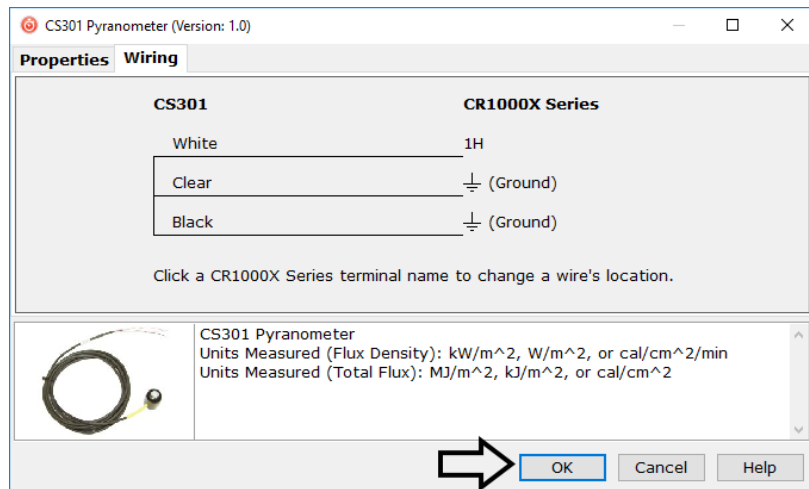 CS301 Pyranometer (Version: 1.0)
Properties Wiring
CS301 CR1000X Series
White 1H
Clear (Ground)
Black (Ground)
Click a CR1000X Series terminal name to change a wire's location.
CS301 Pyranometer
Units Measured (Flux Density): kW/m^2, W/m^2, or cal/cm^2/min
Units Measured (Total Flux): MJ/m^2, kJ/m^2, or cal/cm^2
OK Cancel Help